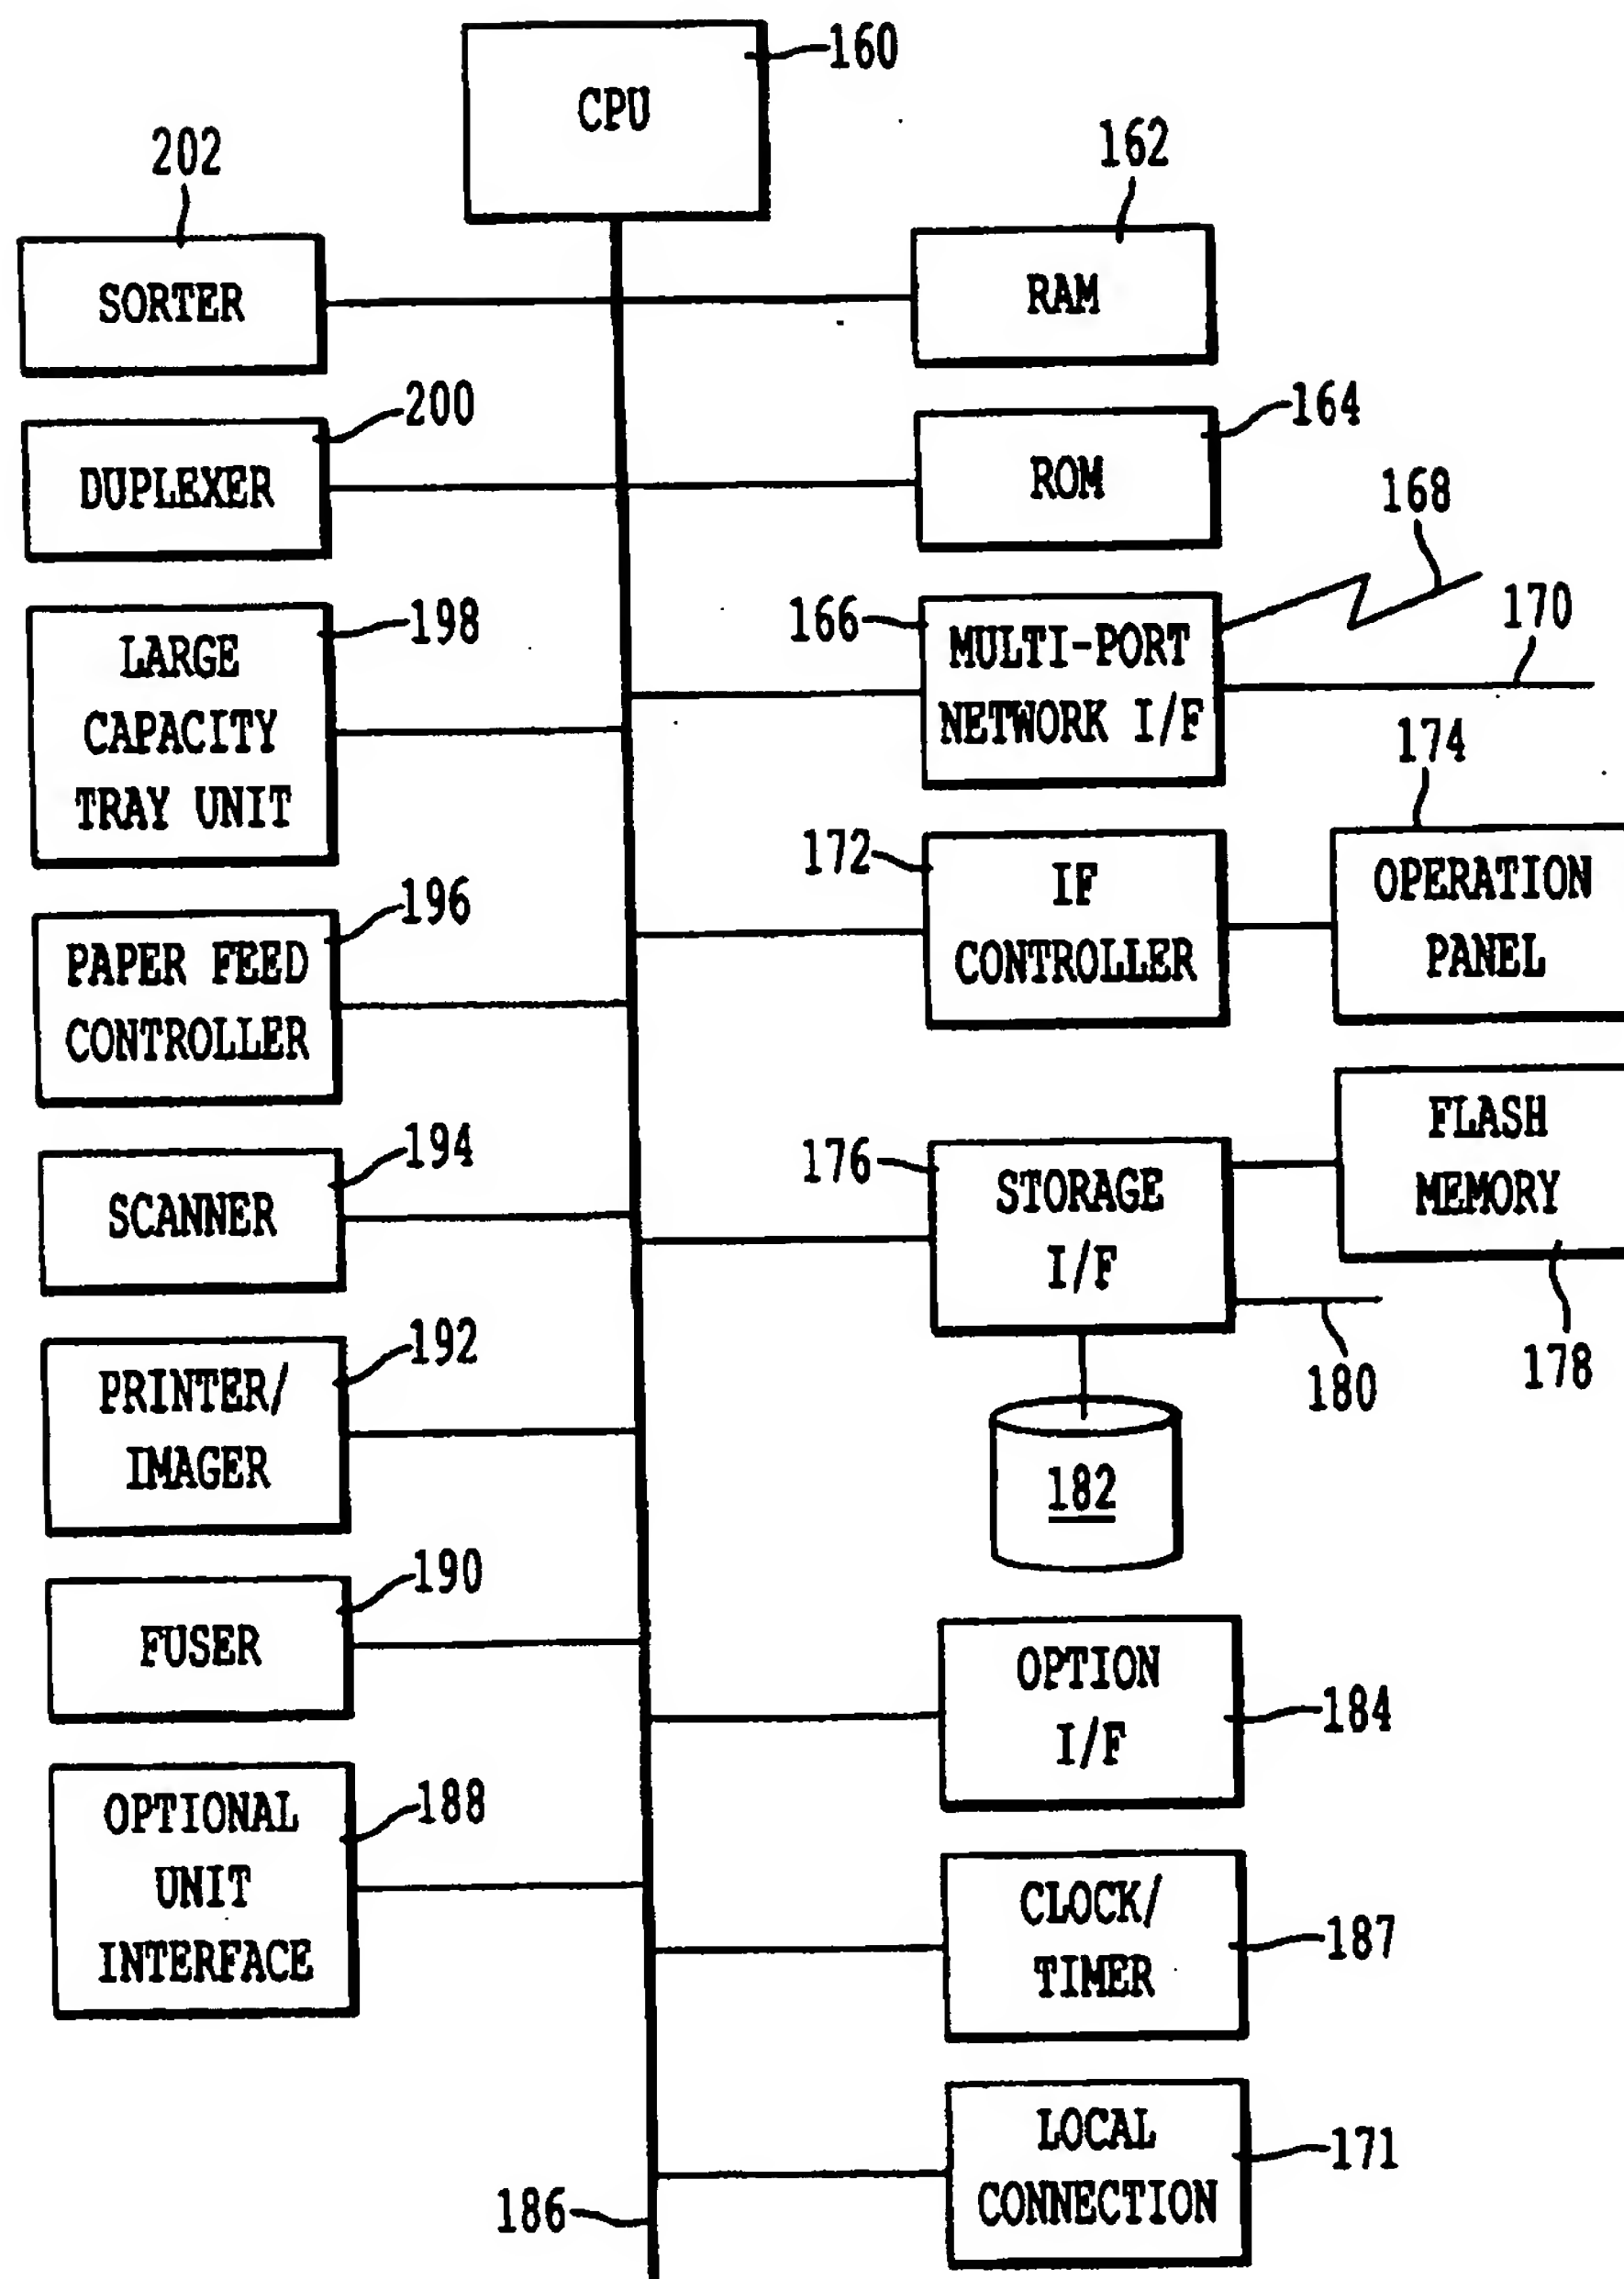 CPU
160
202
SORTER
162
RAM
200
DUPLEXER
164
ROM
168
198
LARGE
CAPACITY
TRAY UNIT
166
MULTI-PORT
NETWORK I/F
170
174
172
IF
CONTROLLER
OPERATION
PANEL
196
PAPER FEED
CONTROLLER
FLASH
MEMORY
178
194
SCANNER
176
STORAGE
I/F
180
182
192
PRINTER/
IMAGER
190
FUSER
OPTION
I/F
184
188
OPTIONAL
UNIT
INTERFACE
CLOCK/
TIMER
187
LOCAL
CONNECTION
171
186